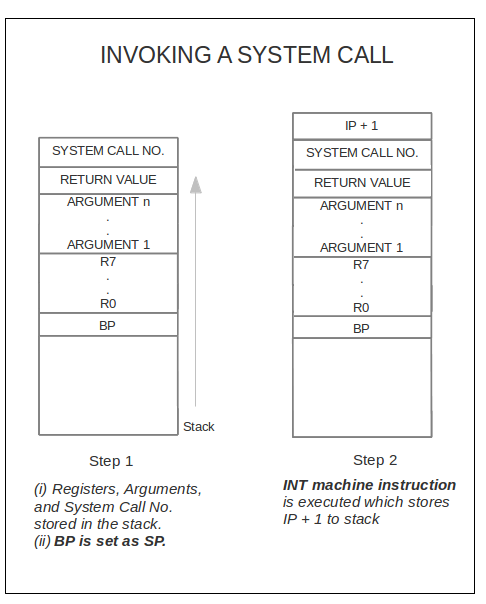 INVOKING A SYSTEM CALL
SYSTEM CALL NO.
RETURN VALUE
ARGUMENT n
.
.
ARGUMENT 1
R7
.
.
R0
BP
Stack
Step 1
(i) Registers, Arguments,
and System Call No.
stored in the stack.
(ii) BP is set as SP.
IP + 1
SYSTEM CALL NO.
RETURN VALUE
ARGUMENT n
.
.
ARGUMENT 1
R7
.
.
R0
BP
Step 2
INT machine instruction
is executed which stores
IP + 1 to stack